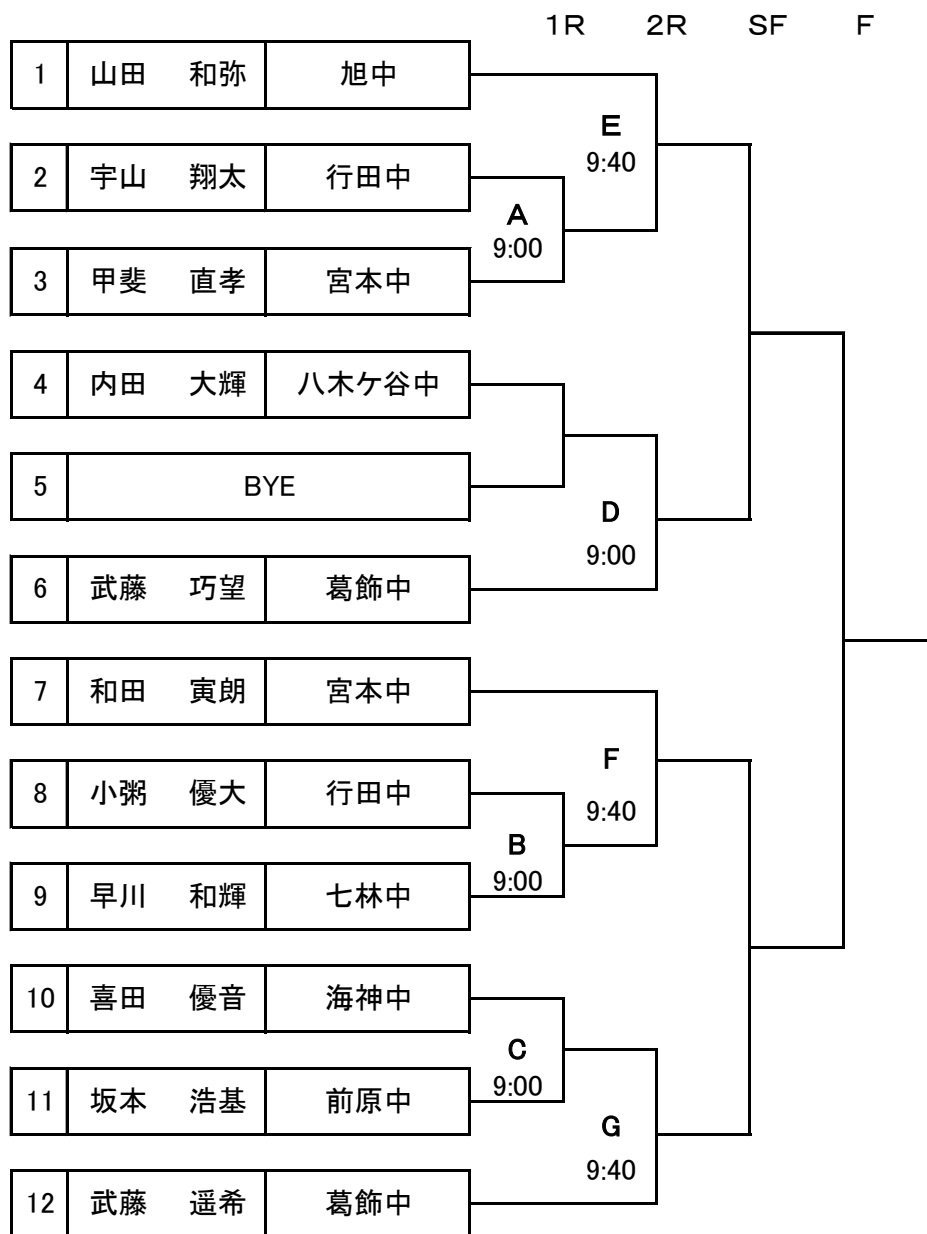 1R 2R SF F
1 山田 和弥 旭中
E
9:40
2 宇山 翔太 行田中
A
9:00
3 甲斐 直孝 宮本中
4 内田 大輝 八木ケ谷中
5 BYE
D
9:00
6 武藤 巧望 葛飾中
7 和田 寅朗 宮本中
F
9:40
8 小粥 優大 行田中
B
9:00
9 早川 和輝 七林中
10 喜田 優音 海神中
C
9:00
11 坂本 浩基 前原中
G
9:40
12 武藤 遥希 葛飾中